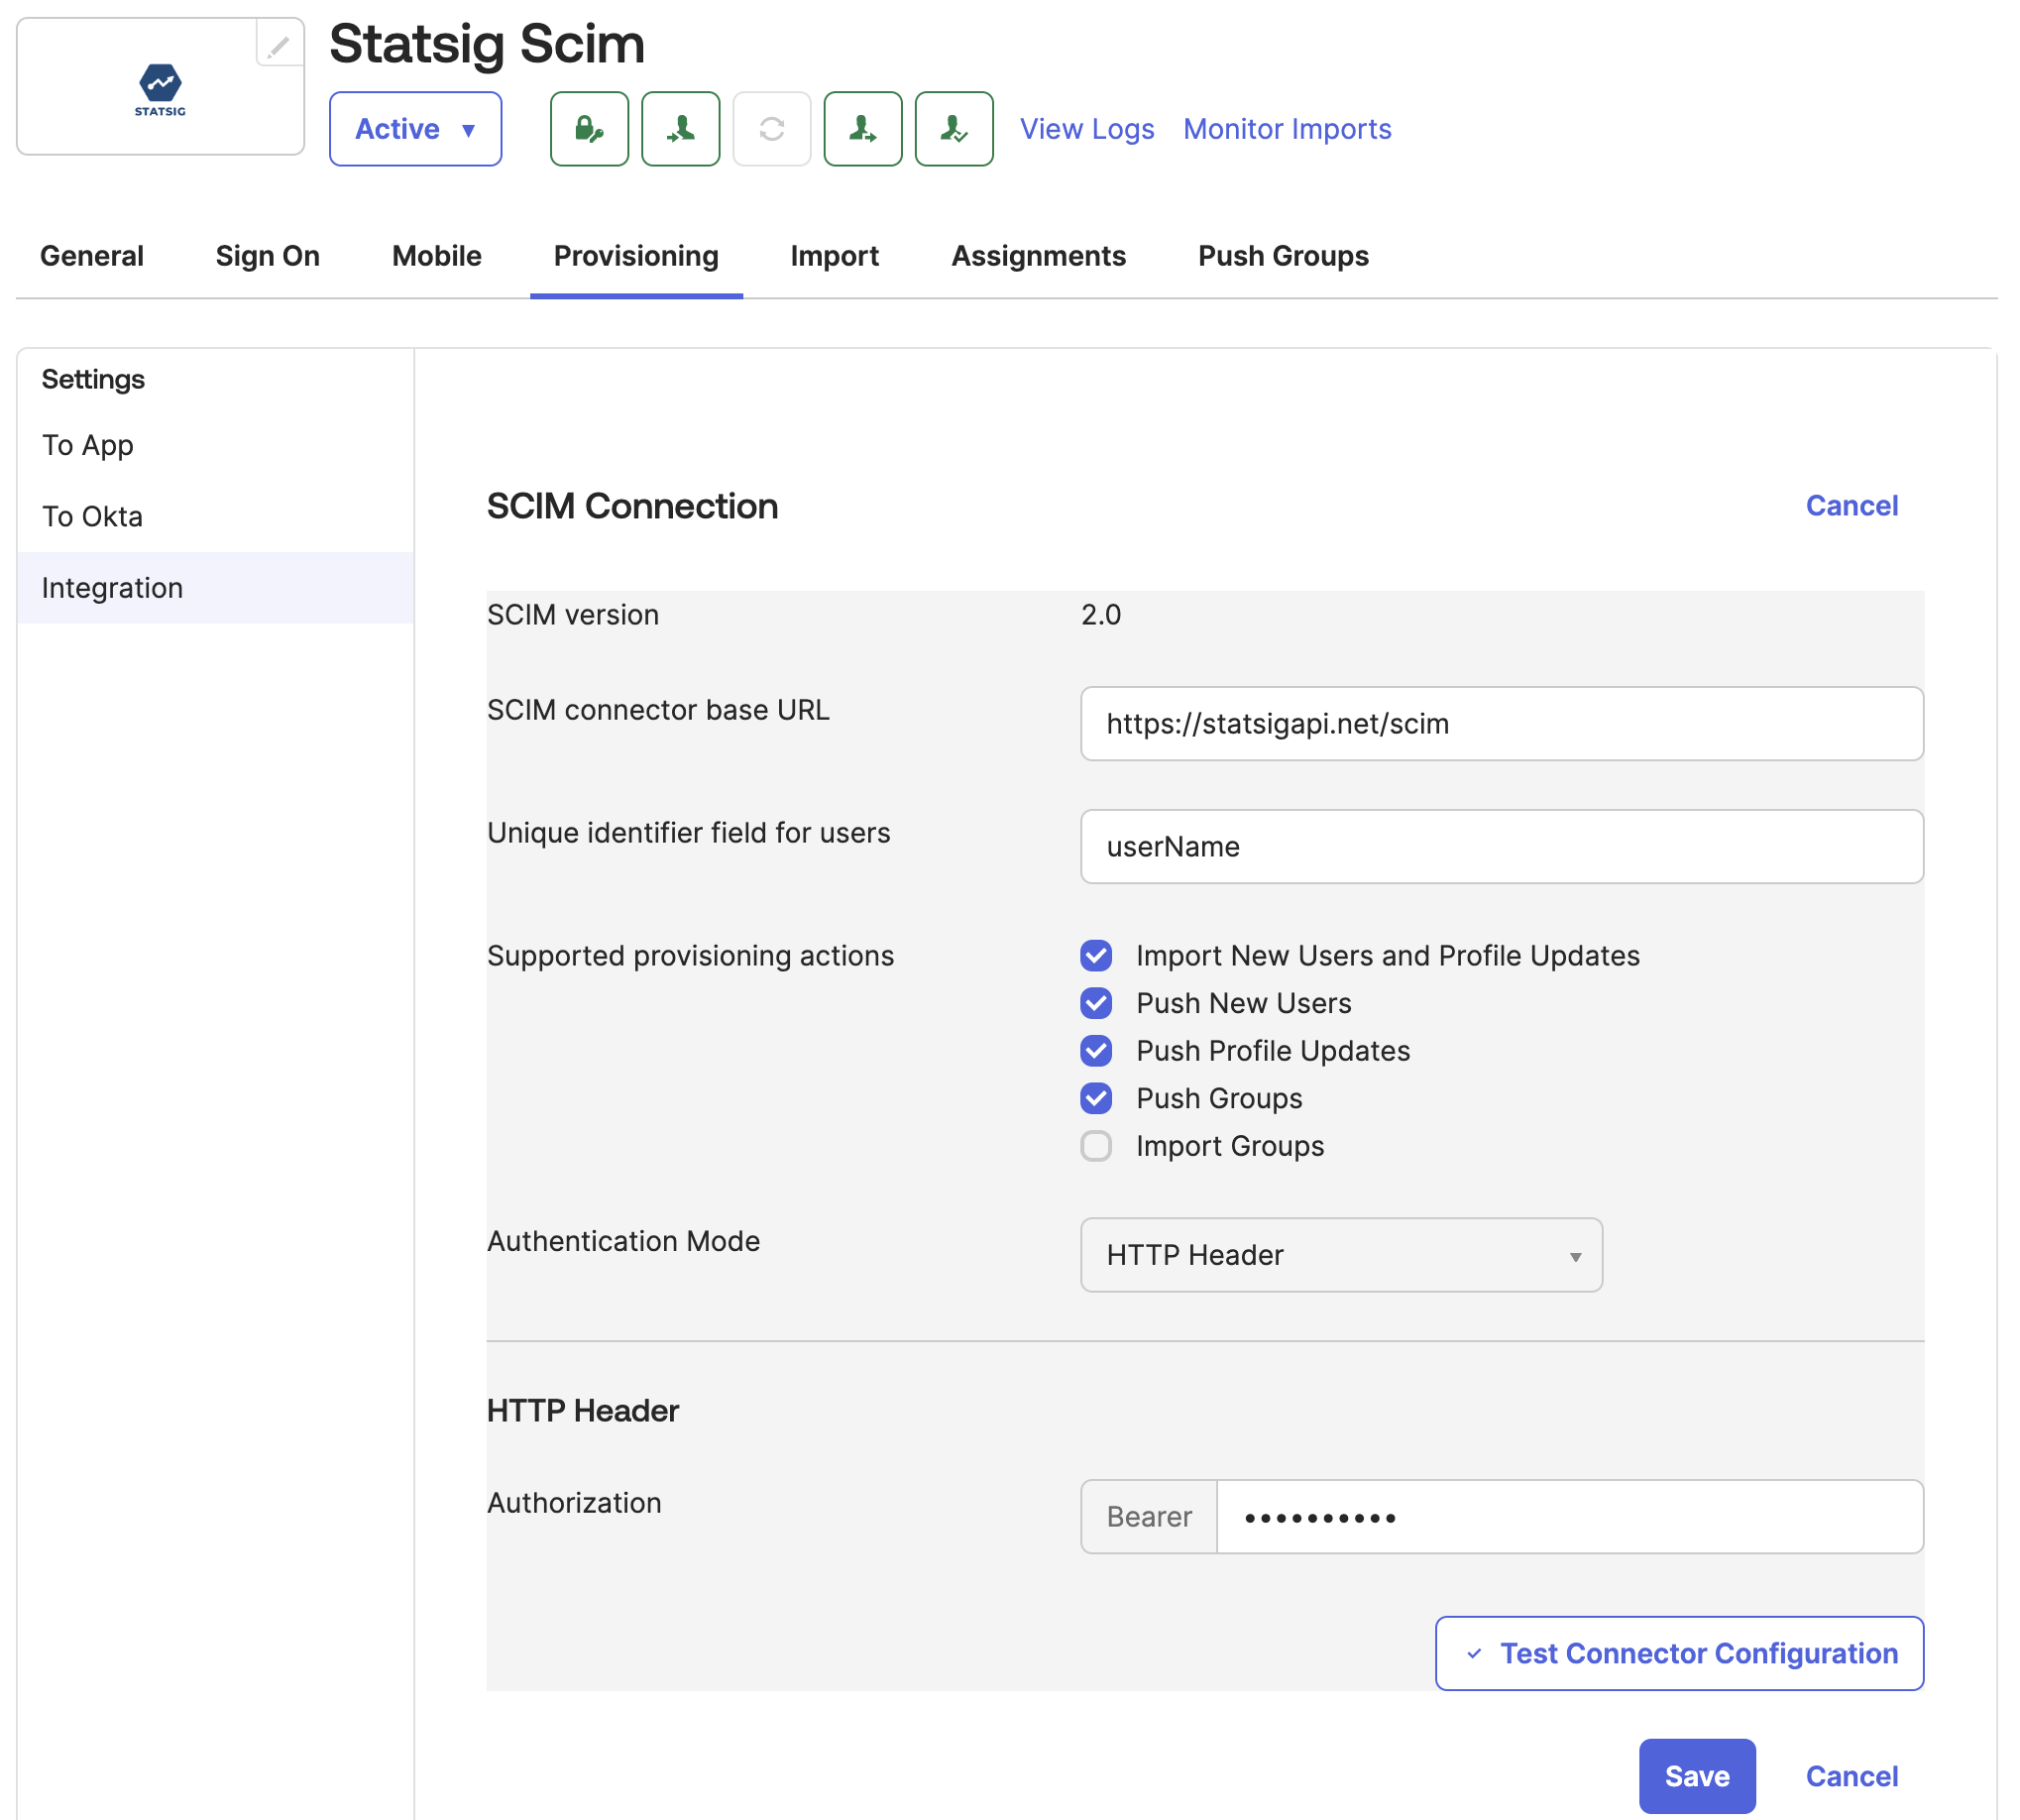 STATSIG
Statsig Scim
Active
View Logs
Monitor Imports
General
Sign On
Mobile
Provisioning
Import
Assignments
Push Groups
Settings
To App
To Okta
Integration
SCIM Connection
Cancel
SCIM version
2.0
SCIM connector base URL
https://statsigapi.net/scim
Unique identifier field for users
userName
Supported provisioning actions
Import New Users and Profile Updates
Push New Users
Push Profile Updates
Push Groups
Import Groups
Authentication Mode
HTTP Header
HTTP Header
Authorization
Bearer
••••••••••
Test Connector Configuration
Save
Cancel